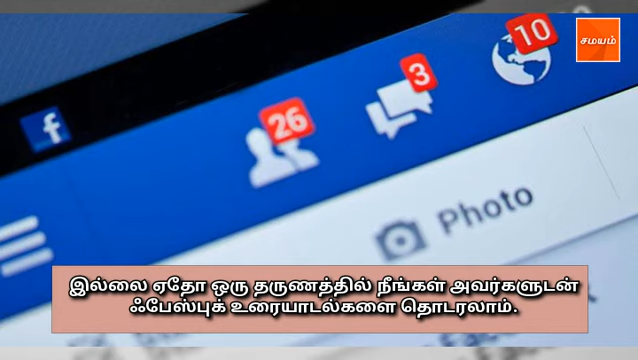 சமயம்
10
3
26
f
Photo
இல்லை ஏதோ ஒரு தருணத்தில் நீங்கள் அவர்களுடன்
ஃபேஸ்புக் உரையாடல்களை தொடரலாம்.